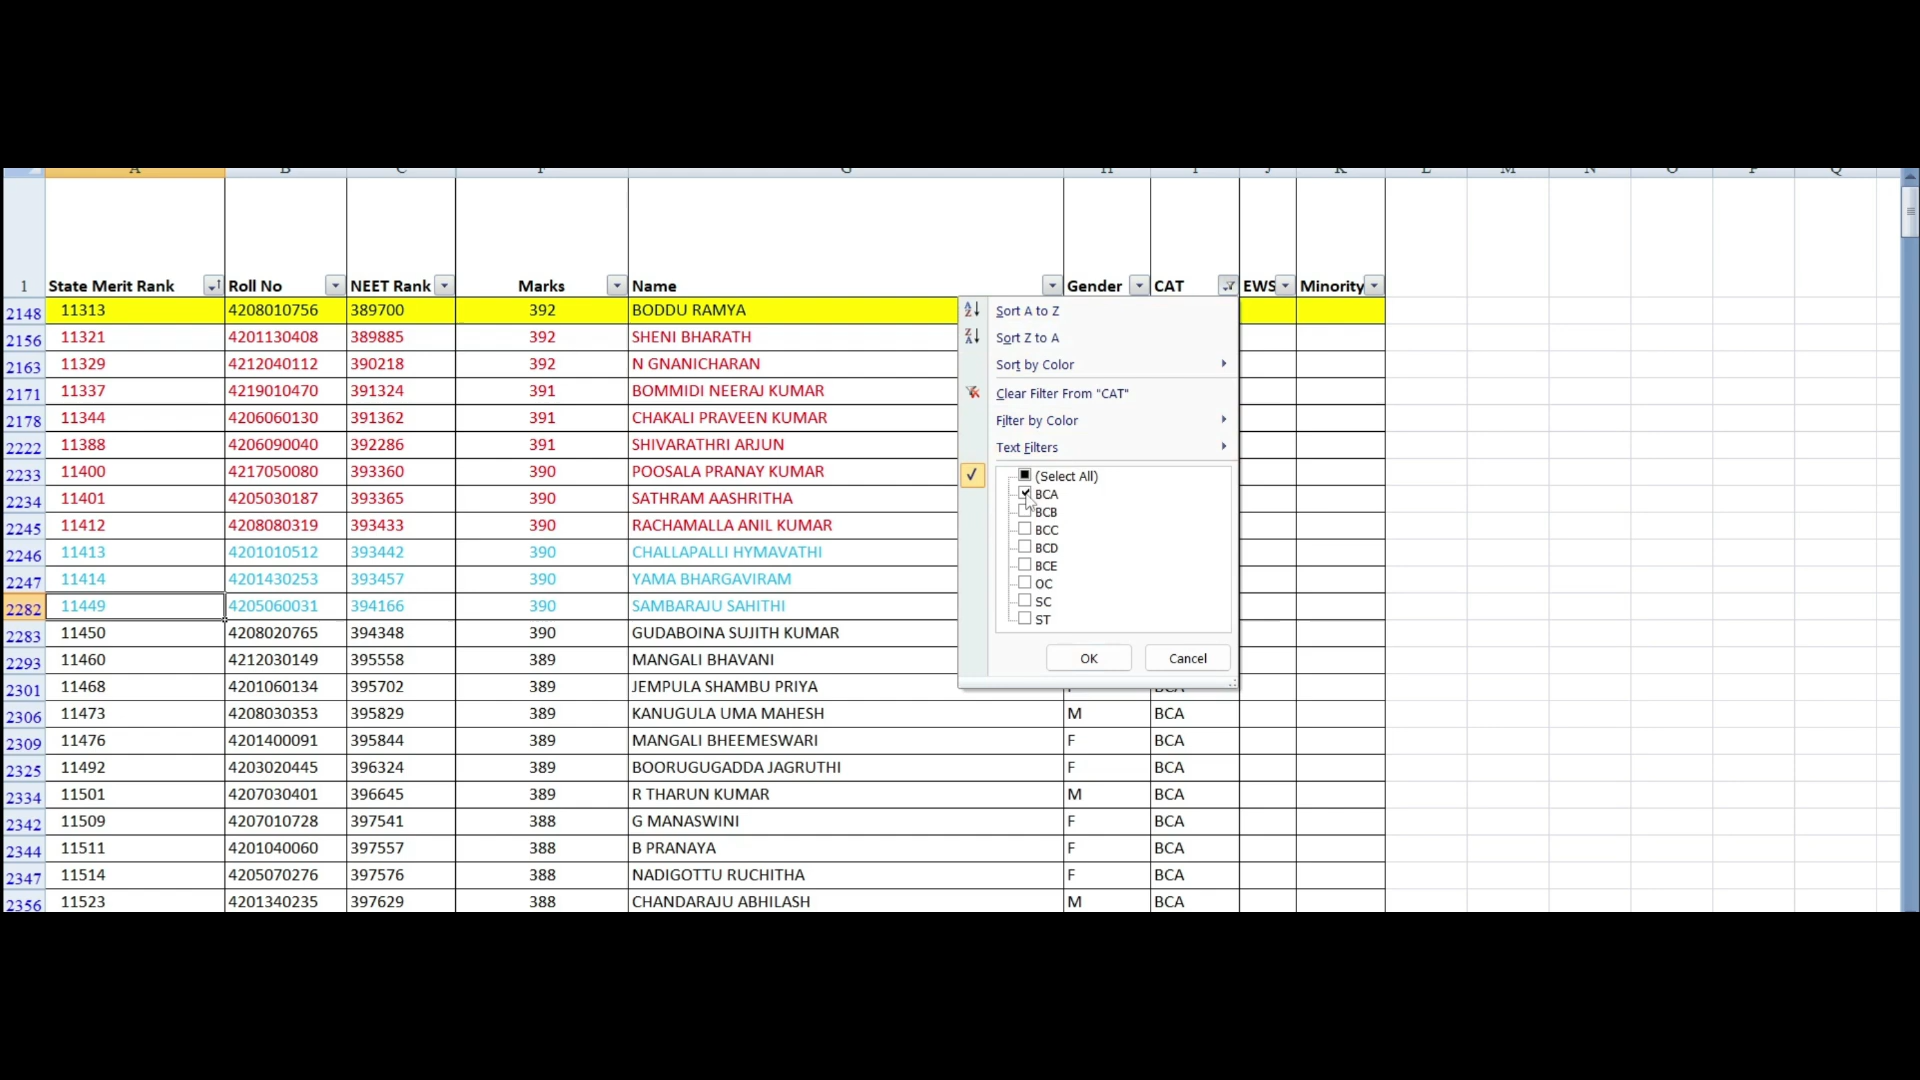 A B C F G H I J K L M N O P Q
1 State Merit Rank Roll No NEET Rank Marks Name Gender CAT EWS Minority
2148 11313 4208010756 389700 392 BODDU RAMYA
2156 11321 4201130408 389885 392 SHENI BHARATH
2163 11329 4212040112 390218 392 N GNANICHARAN
2171 11337 4219010470 391324 391 BOMMIDI NEERAJ KUMAR
2178 11344 4206060130 391362 391 CHAKALI PRAVEEN KUMAR
2222 11388 4206090040 392286 391 SHIVARATHRI ARJUN
2233 11400 4217050080 393360 390 POOSALA PRANAY KUMAR
2234 11401 4205030187 393365 390 SATHRAM AASHRITHA
2245 11412 4208080319 393433 390 RACHAMALLA ANIL KUMAR
2246 11413 4201010512 393442 390 CHALLAPALLI HYMAVATHI
2247 11414 4201430253 393457 390 YAMA BHARGAVIRAM
2282 11449 4205060031 394166 390 SAMBARAJU SAHITHI
2283 11450 4208020765 394348 390 GUDABOINA SUJITH KUMAR
2293 11460 4212030149 395558 389 MANGALI BHAVANI
2301 11468 4201060134 395702 389 JEMPULA SHAMBU PRIYA F BCA
2306 11473 4208030353 395829 389 KANUGULA UMA MAHESH M BCA
2309 11476 4201400091 395844 389 MANGALI BHEEMESWARI F BCA
2325 11492 4203020445 396324 389 BOORUGUGADDA JAGRUTHI F BCA
2334 11501 4207030401 396645 389 R THARUN KUMAR M BCA
2342 11509 4207010728 397541 388 G MANASWINI F BCA
2344 11511 4201040060 397557 388 B PRANAYA F BCA
2347 11514 4205070276 397576 388 NADIGOTTU RUCHITHA F BCA
2356 11523 4201340235 397629 388 CHANDARAJU ABHILASH M BCA
Sort A to Z
Sort Z to A
Sort by Color
Clear Filter From "CAT"
Filter by Color
Text Filters
(Select All)
BCA
BCB
BCC
BCD
BCE
OC
SC
ST
OK Cancel